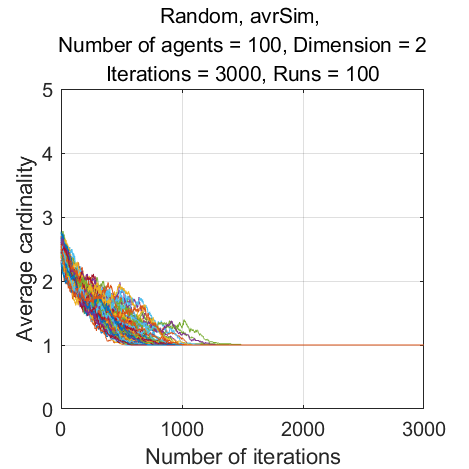 Random, avrSim,
Number of agents = 100, Dimension = 2
Iterations = 3000, Runs = 100
5
4
3
2
1
0
Average cardinality
0 1000 2000 3000
Number of iterations